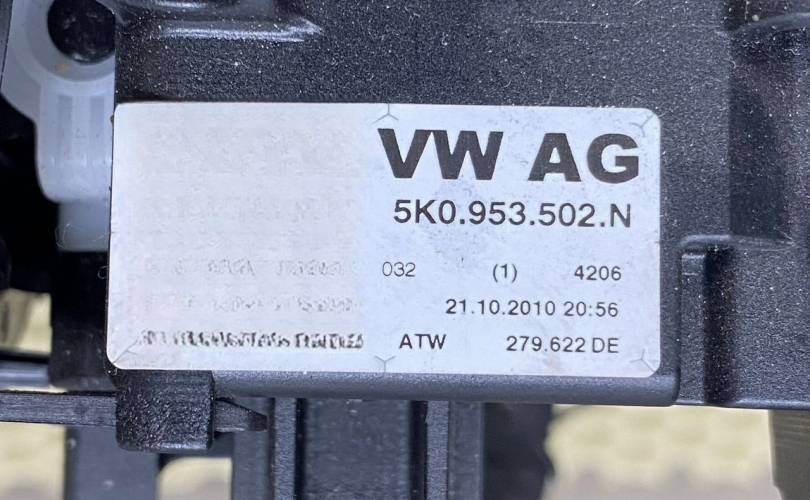 VW AG
5K0.953.502.N
032 (1) 4206
21.10.2010 20:56
ATW 279.622 DE